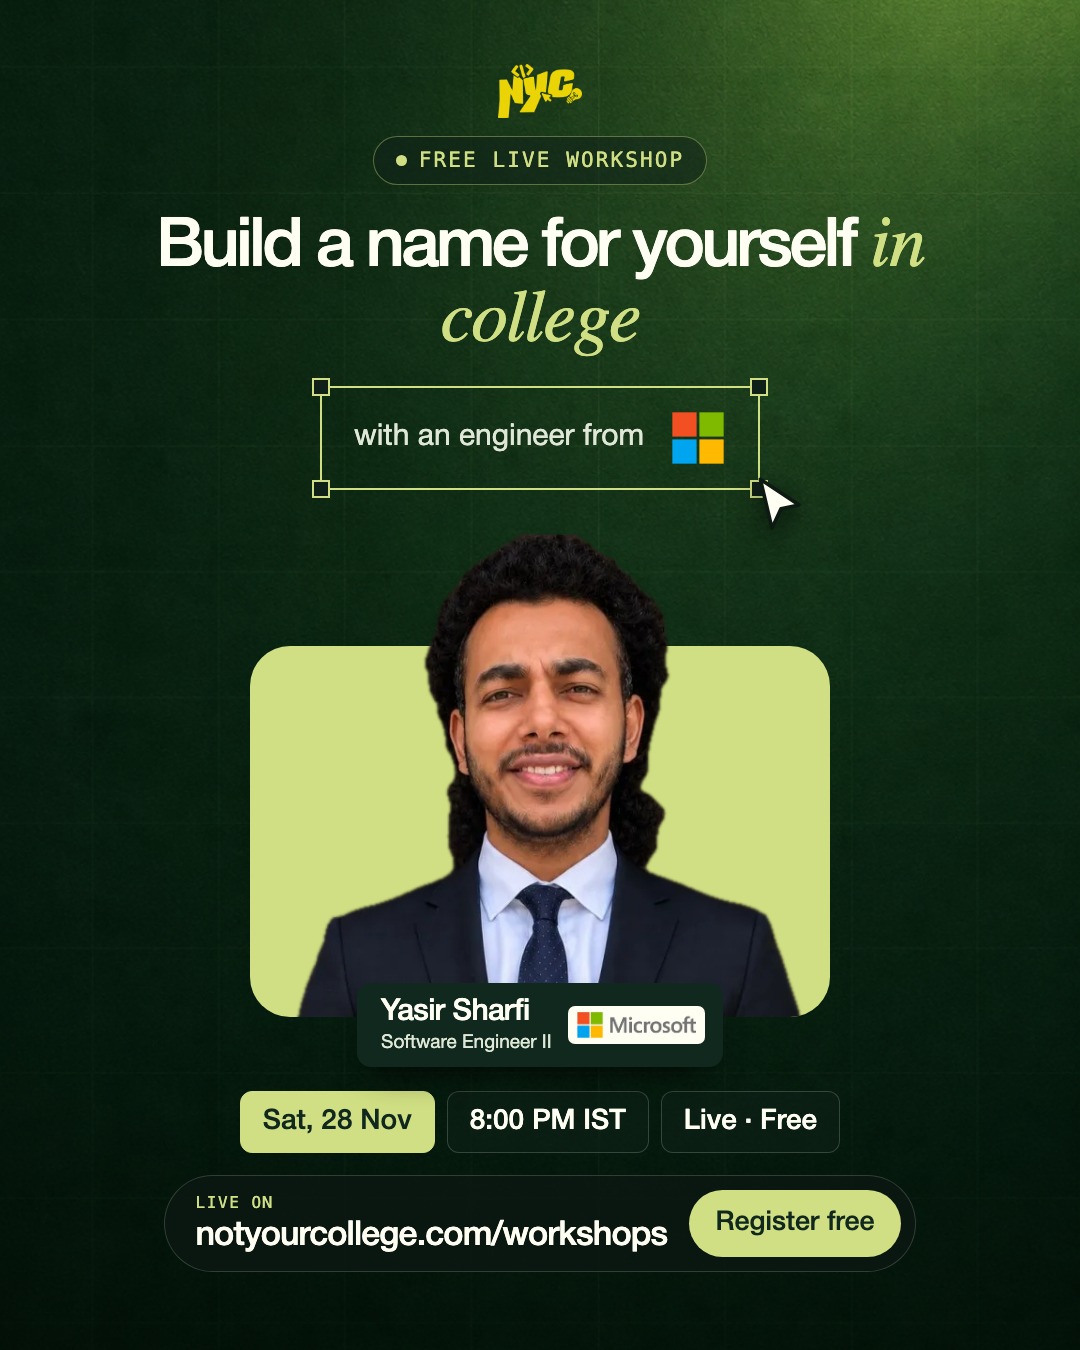 NYC
FREE LIVE WORKSHOP
Build a name for yourself in
college
with an engineer from
Yasir Sharfi
Software Engineer II
Microsoft
Sat, 28 Nov
8:00 PM IST
Live · Free
LIVE ON
notyourcollege.com/workshops
Register free